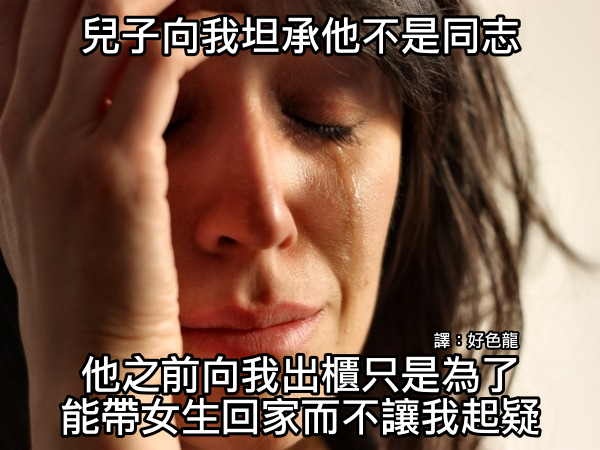 兒子向我坦承他不是同志
譯：好色龍
他之前向我出櫃只是為了
能帶女生回家而不讓我起疑